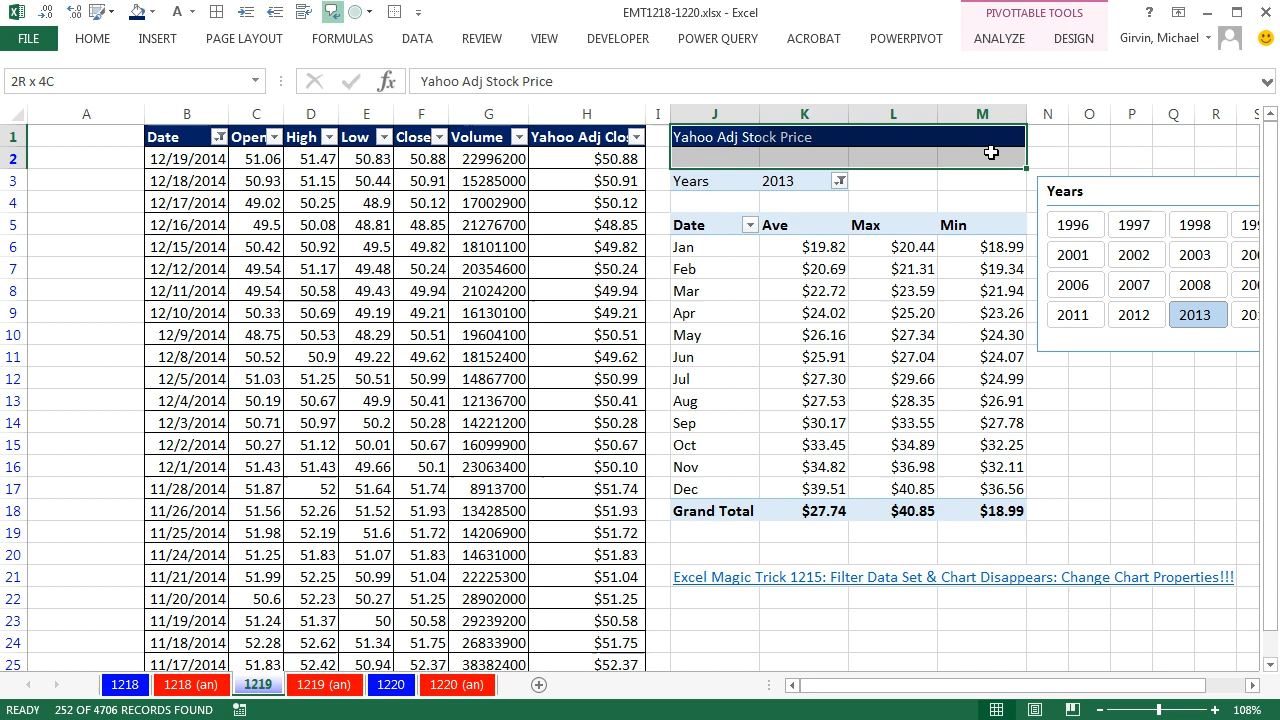 EMT1218-1220.xlsx - Excel
PIVOTTABLE TOOLS
FILE HOME INSERT PAGE LAYOUT FORMULAS DATA REVIEW VIEW DEVELOPER POWER QUERY ACROBAT POWERPIVOT ANALYZE DESIGN Girvin, Michael
2R x 4C fx Yahoo Adj Stock Price
A B C D E F G H I J K L M N O P Q R S
1 Date Open High Low Close Volume Yahoo Adj Clos Yahoo Adj Stock Price
2 12/19/2014 51.06 51.47 50.83 50.88 22996200 $50.88
3 12/18/2014 50.93 51.15 50.44 50.91 15285000 $50.91 Years 2013 Years
4 12/17/2014 49.02 50.25 48.9 50.12 17002900 $50.12
5 12/16/2014 49.5 50.08 48.81 48.85 21276700 $48.85 Date Ave Max Min 1996 1997 1998 19
6 12/15/2014 50.42 50.92 49.5 49.82 18101100 $49.82 Jan $19.82 $20.44 $18.99 2001 2002 2003 20
7 12/12/2014 49.54 51.17 49.48 50.24 20354600 $50.24 Feb $20.69 $21.31 $19.34
8 12/11/2014 49.54 50.58 49.43 49.94 21024200 $49.94 Mar $22.72 $23.59 $21.94 2006 2007 2008 20
9 12/10/2014 50.33 50.69 49.19 49.21 16130100 $49.21 Apr $24.02 $25.20 $23.26 2011 2012 2013 20
10 12/9/2014 48.75 50.53 48.29 50.51 19604100 $50.51 May $26.16 $27.34 $24.30
11 12/8/2014 50.52 50.9 49.22 49.62 18152400 $49.62 Jun $25.91 $27.04 $24.07
12 12/5/2014 51.03 51.25 50.51 50.99 14867700 $50.99 Jul $27.30 $29.66 $24.99
13 12/4/2014 50.19 50.67 49.9 50.41 12136700 $50.41 Aug $27.53 $28.35 $26.91
14 12/3/2014 50.71 50.97 50.2 50.28 14221200 $50.28 Sep $30.17 $33.55 $27.78
15 12/2/2014 50.27 51.12 50.01 50.67 16099900 $50.67 Oct $33.45 $34.89 $32.25
16 12/1/2014 51.43 51.43 49.66 50.1 23063400 $50.10 Nov $34.82 $36.98 $32.11
17 11/28/2014 51.87 52 51.64 51.74 8913700 $51.74 Dec $39.51 $40.85 $36.56
18 11/26/2014 51.56 52.26 51.52 51.93 13428500 $51.93 Grand Total $27.74 $40.85 $18.99
19 11/25/2014 51.98 52.19 51.6 51.72 14206900 $51.72
20 11/24/2014 51.25 51.83 51.07 51.83 14631000 $51.83
21 11/21/2014 51.99 52.25 50.99 51.04 22225300 $51.04 Excel Magic Trick 1215: Filter Data Set & Chart Disappears: Change Chart Properties!!!
22 11/20/2014 50.6 52.23 50.27 51.25 28902000 $51.25
23 11/19/2014 51.24 51.37 50 50.58 29239200 $50.58
24 11/18/2014 52.28 52.62 51.34 51.75 26833900 $51.75
25 11/17/2014 51.83 52.42 50.94 52.37 38382400 $52.37
1218 1218 (an) 1219 1219 (an) 1220 1220 (an)
READY 252 OF 4706 RECORDS FOUND 108%